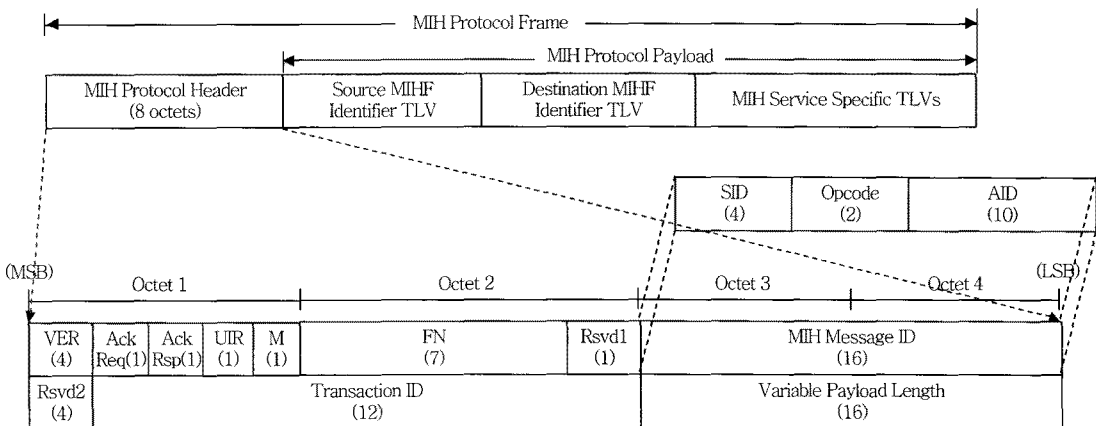 MIH Protocol Frame
MIH Protocol Payload
MIH Protocol Header
(8 octets)
Source MIHF
Identifier TLV
Destination MIHF
Identifier TLV
MIH Service Specific TLVs
SID
(4)
Opcode
(2)
AID
(10)
(MSB)
Octet 1
Octet 2
Octet 3
Octet 4
(LSB)
VER
(4)
Ack
Req(1)
Ack
Rsp(1)
UIR
(1)
M
(1)
FN
(7)
Rsvd1
(1)
MIH Message ID
(16)
Rsvd2
(4)
Transaction ID
(12)
Variable Payload Length
(16)